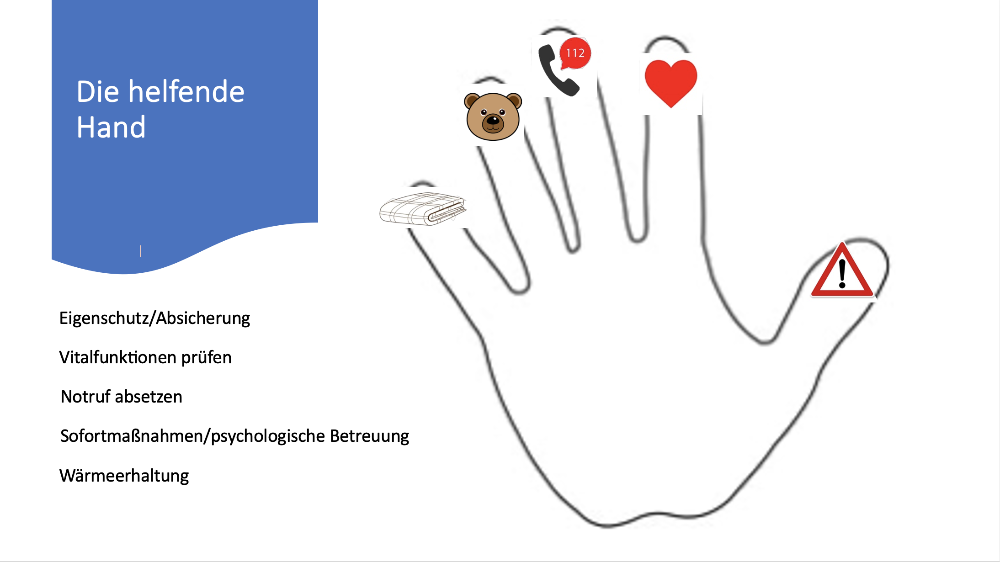 Die helfende
Hand
112
Eigenschutz/Absicherung
Vitalfunktionen prüfen
Notruf absetzen
Sofortmaßnahmen/psychologische Betreuung
Wärmeerhaltung